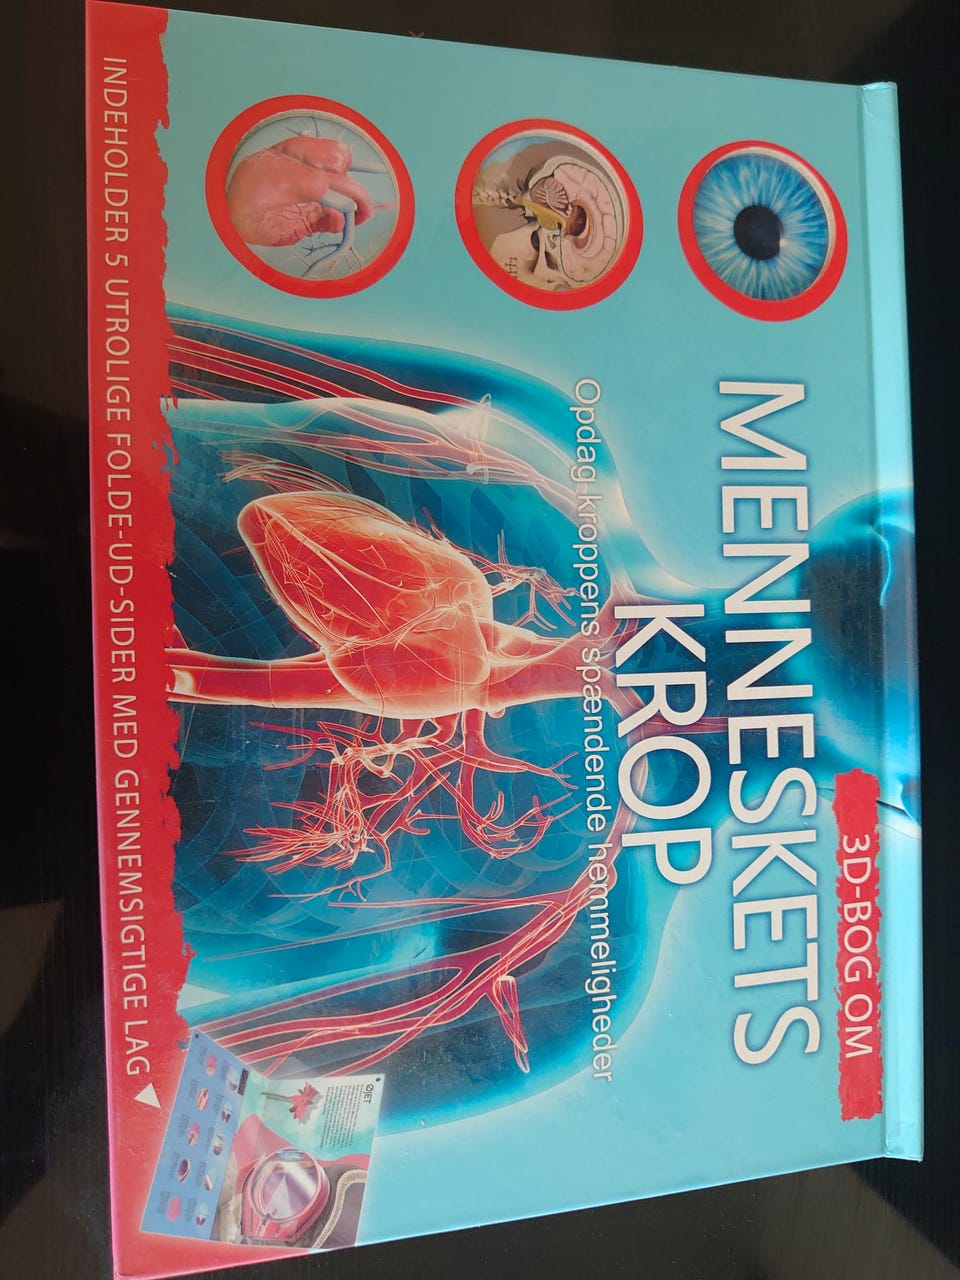 3D-BOG OM
MENNESKETS
KROP
Opdag kroppens spændende hemmeligheder
ØJET
INDEHOLDER 5 UTROLIGE FOLDE-UD-SIDER MED GENNEMSIGTIGE LAG